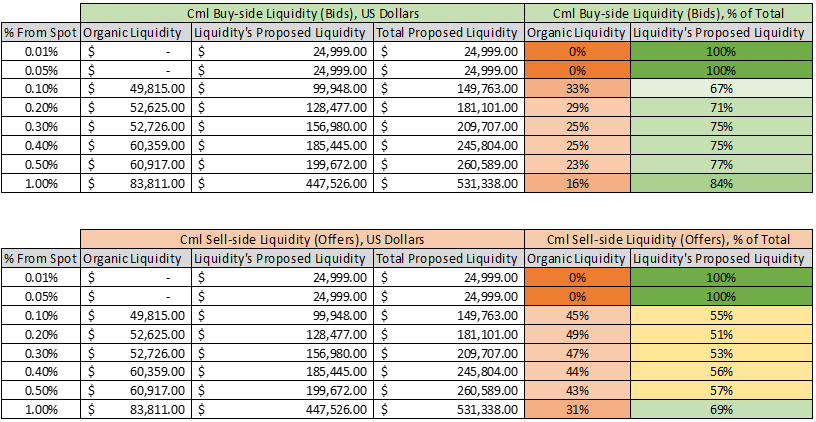 Cml Buy-side Liquidity (Bids), US Dollars Cml Buy-side Liquidity (Bids), % of Total
% From Spot Organic Liquidity Liquidity's Proposed Liquidity Total Proposed Liquidity Organic Liquidity Liquidity's Proposed Liquidity
0.01% $ - $ 24,999.00 $ 24,999.00 0% 100%
0.05% $ - $ 24,999.00 $ 24,999.00 0% 100%
0.10% $ 49,815.00 $ 99,948.00 $ 149,763.00 33% 67%
0.20% $ 52,625.00 $ 128,477.00 $ 181,101.00 29% 71%
0.30% $ 52,726.00 $ 156,980.00 $ 209,707.00 25% 75%
0.40% $ 60,359.00 $ 185,445.00 $ 245,804.00 25% 75%
0.50% $ 60,917.00 $ 199,672.00 $ 260,589.00 23% 77%
1.00% $ 83,811.00 $ 447,526.00 $ 531,338.00 16% 84%
Cml Sell-side Liquidity (Offers), US Dollars Cml Sell-side Liquidity (Offers), % of Total
% From Spot Organic Liquidity Liquidity's Proposed Liquidity Total Proposed Liquidity Organic Liquidity Liquidity's Proposed Liquidity
0.01% $ - $ 24,999.00 $ 24,999.00 0% 100%
0.05% $ - $ 24,999.00 $ 24,999.00 0% 100%
0.10% $ 49,815.00 $ 99,948.00 $ 149,763.00 45% 55%
0.20% $ 52,625.00 $ 128,477.00 $ 181,101.00 49% 51%
0.30% $ 52,726.00 $ 156,980.00 $ 209,707.00 47% 53%
0.40% $ 60,359.00 $ 185,445.00 $ 245,804.00 44% 56%
0.50% $ 60,917.00 $ 199,672.00 $ 260,589.00 43% 57%
1.00% $ 83,811.00 $ 447,526.00 $ 531,338.00 31% 69%